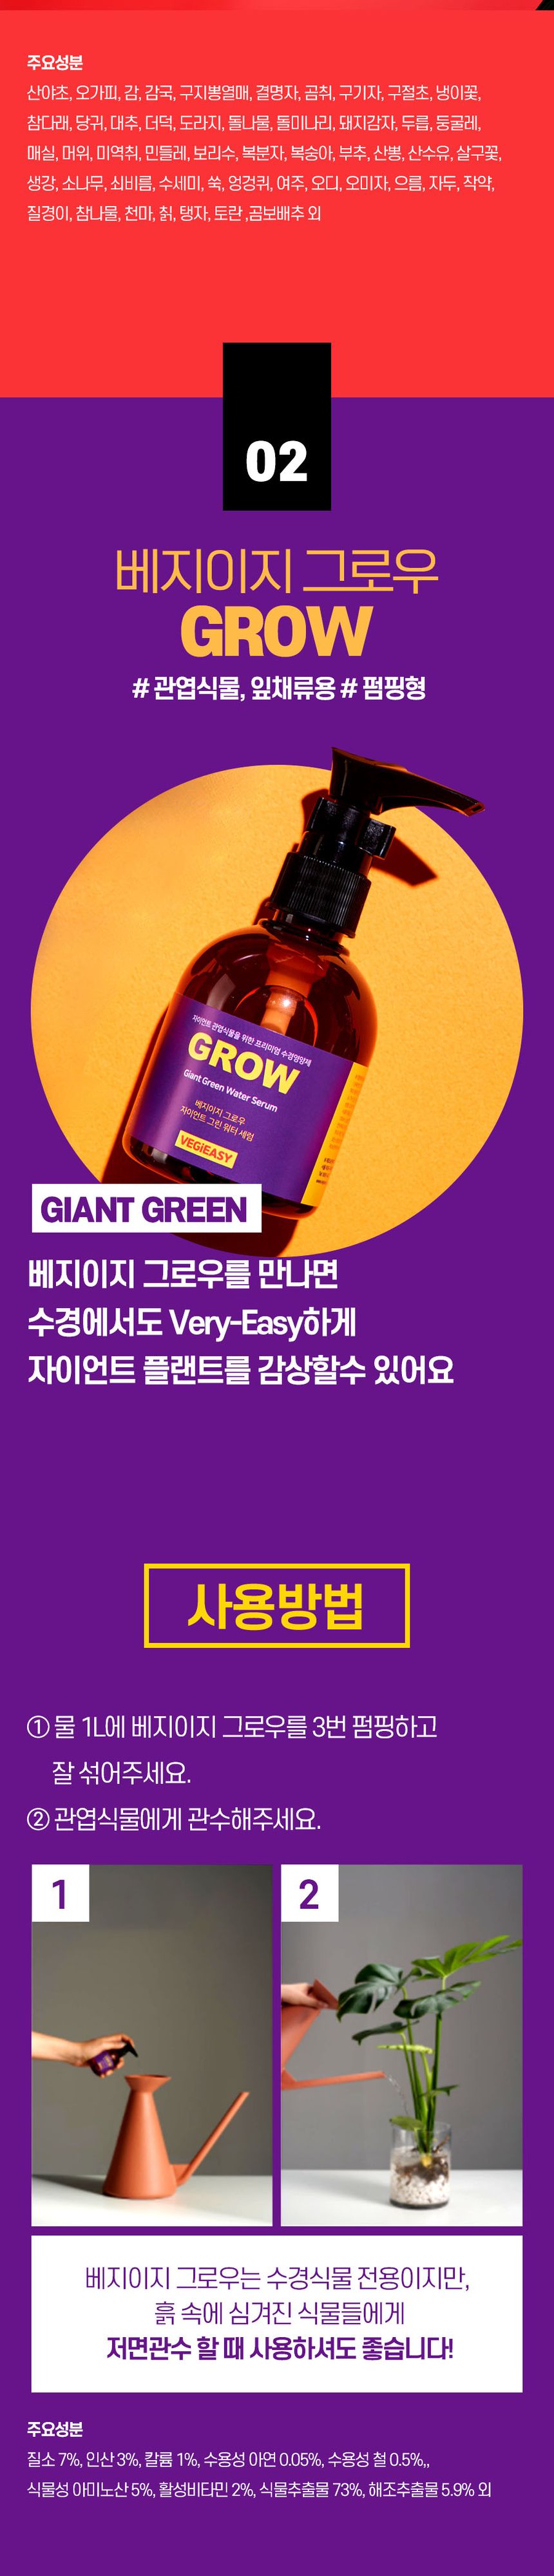 주요성분
산야초, 오가피, 감, 감국, 구지뽕열매, 결명자, 곰취, 구기자, 구절초, 냉이꽃,
참다래, 당귀, 대추, 더덕, 도라지, 돌나물, 돌미나리, 돼지감자, 두릅, 둥굴레,
매실, 머위, 미역취, 민들레, 보리수, 복분자, 복숭아, 부추, 산뽕, 산수유, 살구꽃,
생강, 소나무, 쇠비름, 수세미, 쑥, 엉겅퀴, 여주, 오디, 오미자, 으름, 자두, 작약,
질경이, 참나물, 천마, 칡, 탱자, 토란 ,곰보배추 외
02
베지이지 그로우
GROW
# 관엽식물, 잎채류용 # 펌핑형
자이언트 관엽식물을 위한 프리미엄 수경영양제
GROW
Giant Green Water Serum
베지이지 그로우
자이언트 그린 워터 세럼
VEGiEASY
GIANT GREEN
베지이지 그로우를 만나면
수경에서도 Very-Easy하게
자이언트 플랜트를 감상할수 있어요
사용방법
① 물 1L에 베지이지 그로우를 3번 펌핑하고
잘 섞어주세요.
② 관엽식물에게 관수해주세요.
1
2
베지이지 그로우는 수경식물 전용이지만,
흙 속에 심겨진 식물들에게
저면관수 할 때 사용하셔도 좋습니다!
주요성분
질소 7%, 인산 3%, 칼륨 1%, 수용성 아연 0.05%, 수용성 철 0.5%,,
식물성 아미노산 5%, 활성비타민 2%, 식물추출물 73%, 해조추출물 5.9% 외